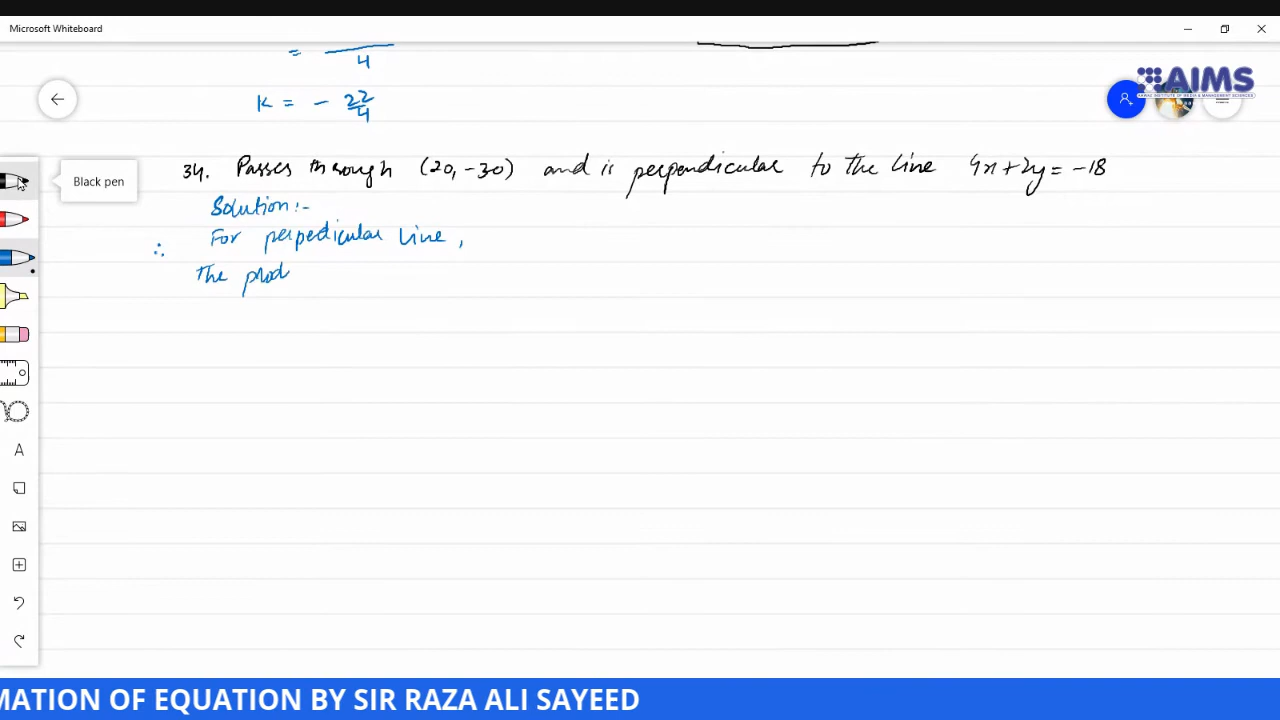 Microsoft Whiteboard
AIMS
=
4
K = - 22/4
Black pen
34. Passes through (20, -30) and is perpendicular to the line 4x + 2y = -18
Solution:-
∴ For perpedicular line,
The prod
A
MATION OF EQUATION BY SIR RAZA ALI SAYEED